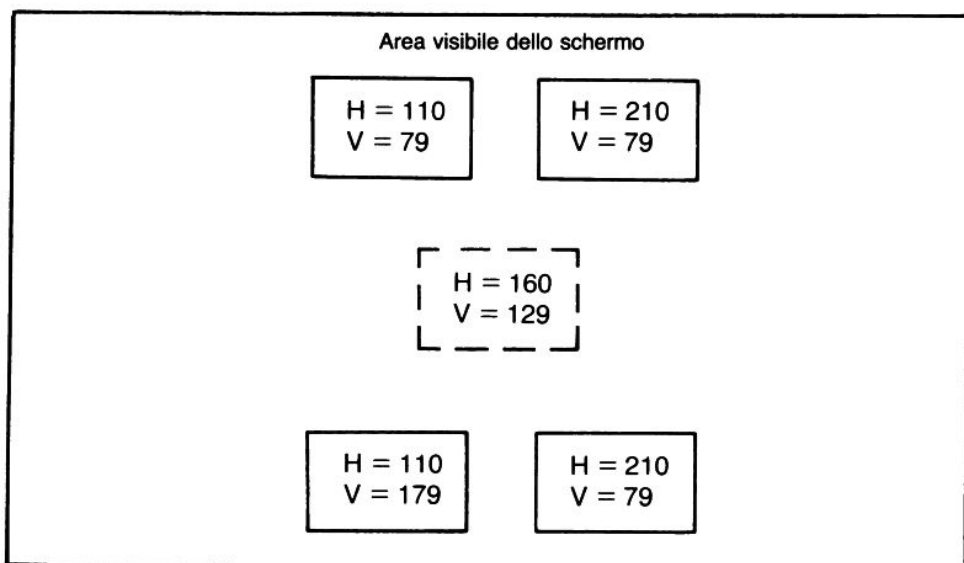 Area visibile dello schermo
H = 110
V = 79
H = 210
V = 79
H = 160
V = 129
H = 110
V = 179
H = 210
V = 79